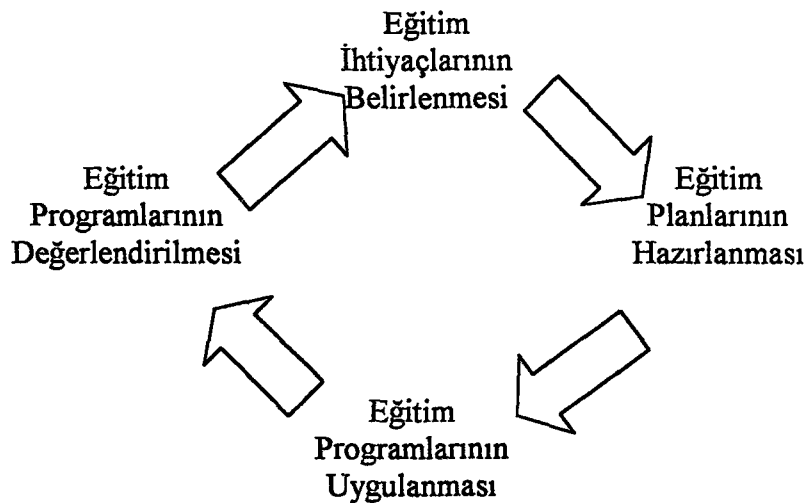 Eğitim
İhtiyaçlarının
Belirlenmesi
Eğitim
Planlarının
Hazırlanması
Eğitim
Programlarının
Uygulanması
Eğitim
Programlarının
Değerlendirilmesi